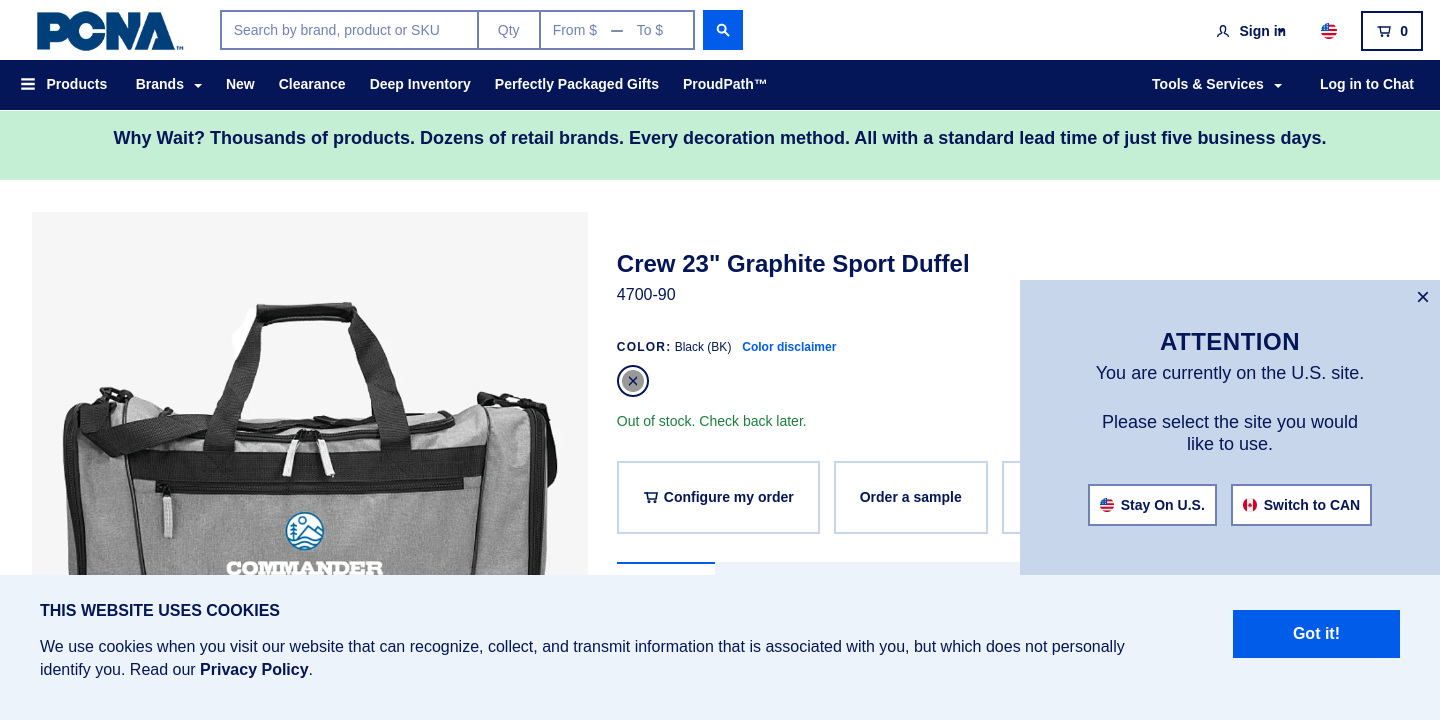 PCNA™
Search by brand, product or SKU
Qty
From $ — To $
Sign in
0
Products
Brands
New
Clearance
Deep Inventory
Perfectly Packaged Gifts
ProudPath™
Tools & Services
Log in to Chat
Why Wait? Thousands of products. Dozens of retail brands. Every decoration method. All with a standard lead time of just five business days.
Crew 23" Graphite Sport Duffel
4700-90
COLOR: Black (BK) Color disclaimer
Out of stock. Check back later.
Configure my order
Order a sample
COMMANDER
ATTENTION
You are currently on the U.S. site.
Please select the site you would
like to use.
Stay On U.S.
Switch to CAN
THIS WEBSITE USES COOKIES
We use cookies when you visit our website that can recognize, collect, and transmit information that is associated with you, but which does not personally
identify you. Read our Privacy Policy.
Got it!